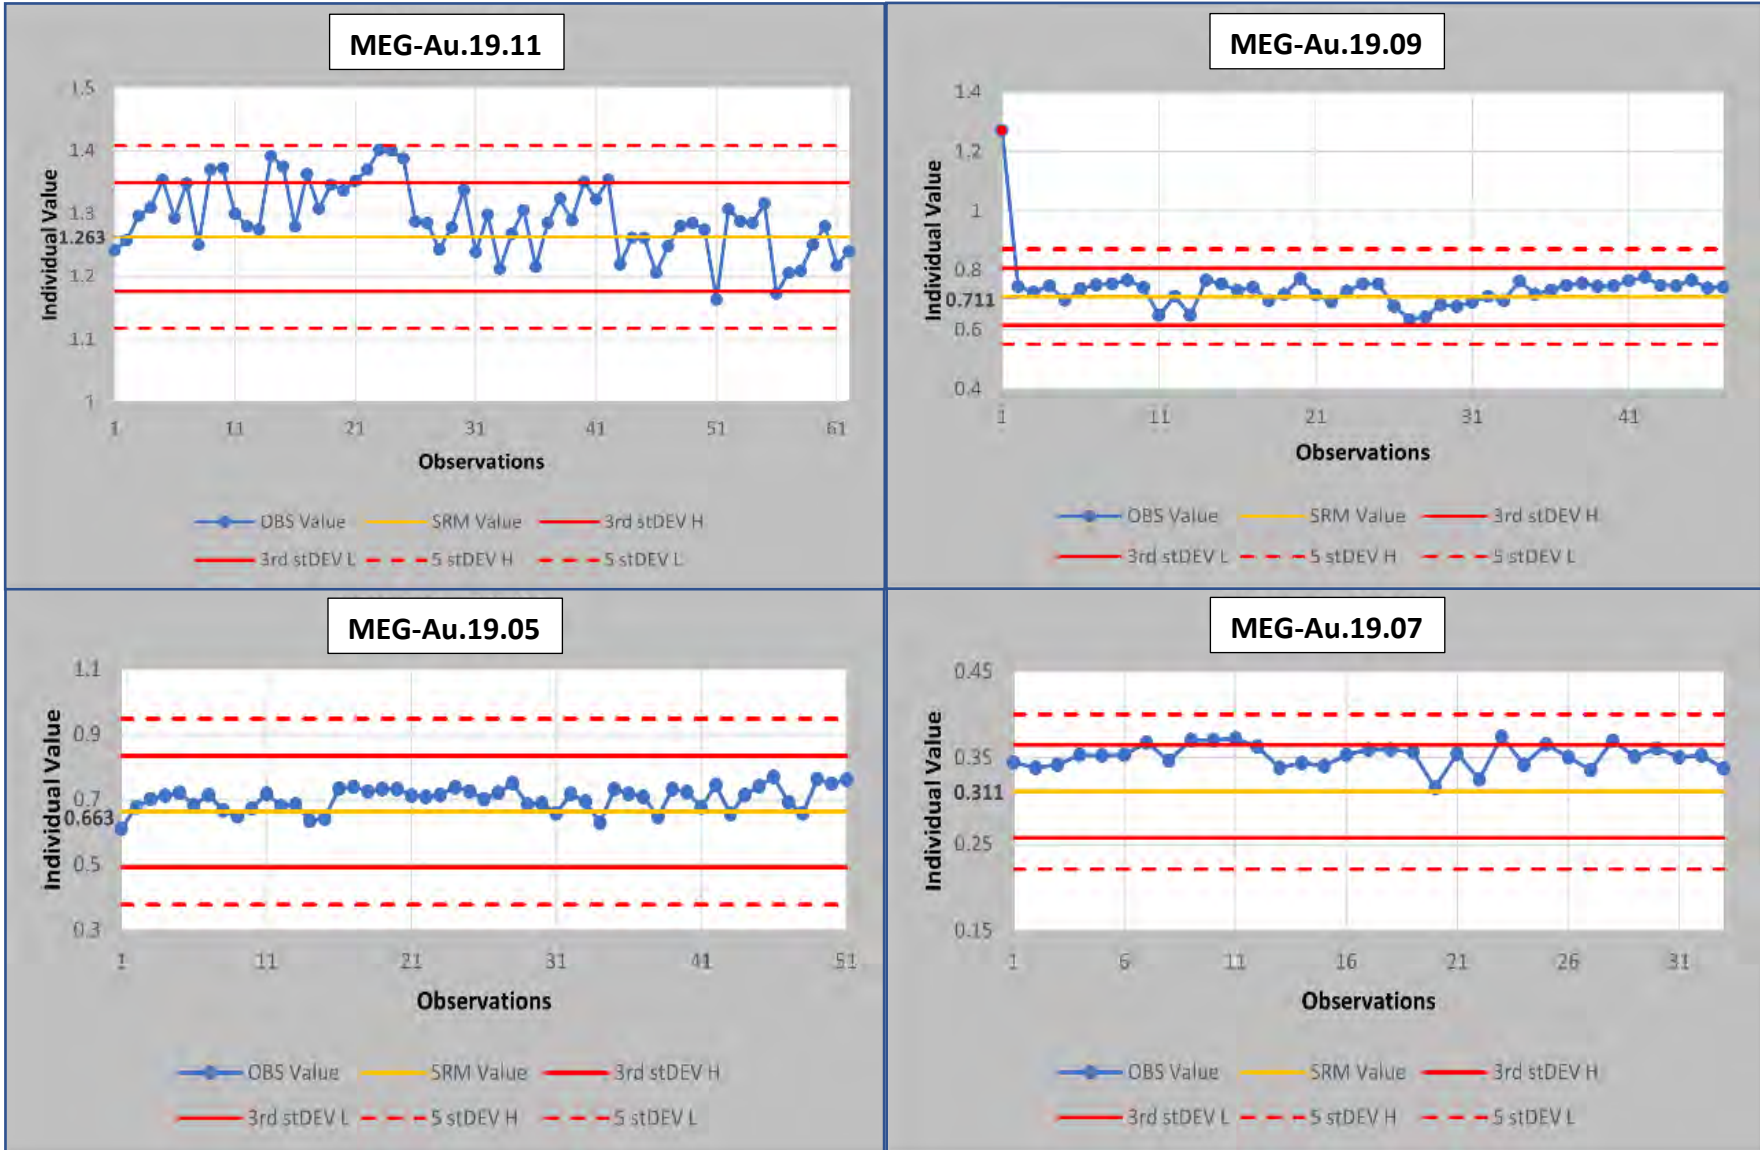 MEG-Au.19.11
1.5
1.4
1.3
1.263
1.2
1.1
1
Individual Value
1 11 21 31 41 51 61
Observations
OBS Value SRM Value 3rd stDEV H
3rd stDEV L 5 stDEV H 5 stDEV L
MEG-Au.19.09
1.4
1.2
1
0.8
0.711
0.6
0.4
Individual Value
1 11 21 31 41
Observations
OBS Value SRM Value 3rd stDEV H
3rd stDEV L 5 stDEV H 5 stDEV L
MEG-Au.19.05
1.1
0.9
0.7
0.663
0.5
0.3
Individual Value
1 11 21 31 41 51
Observations
OBS Value SRM Value 3rd stDEV H
3rd stDEV L 5 stDEV H 5 stDEV L
MEG-Au.19.07
0.45
0.35
0.311
0.25
0.15
Individual Value
1 6 11 16 21 26 31
Observations
OBS Value SRM Value 3rd stDEV H
3rd stDEV L 5 stDEV H 5 stDEV L